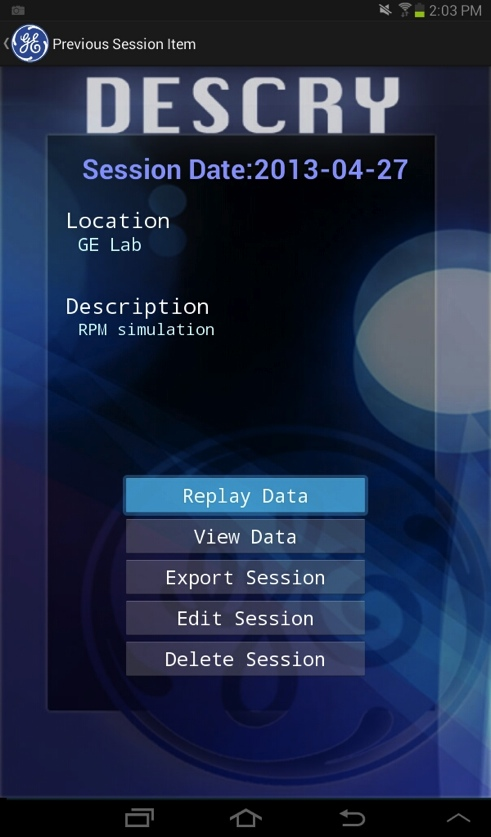 2:03 PM
GE Previous Session Item
DESCRY
Session Date:2013-04-27
Location
GE Lab
Description
RPM simulation
Replay Data
View Data
Export Session
Edit Session
Delete Session